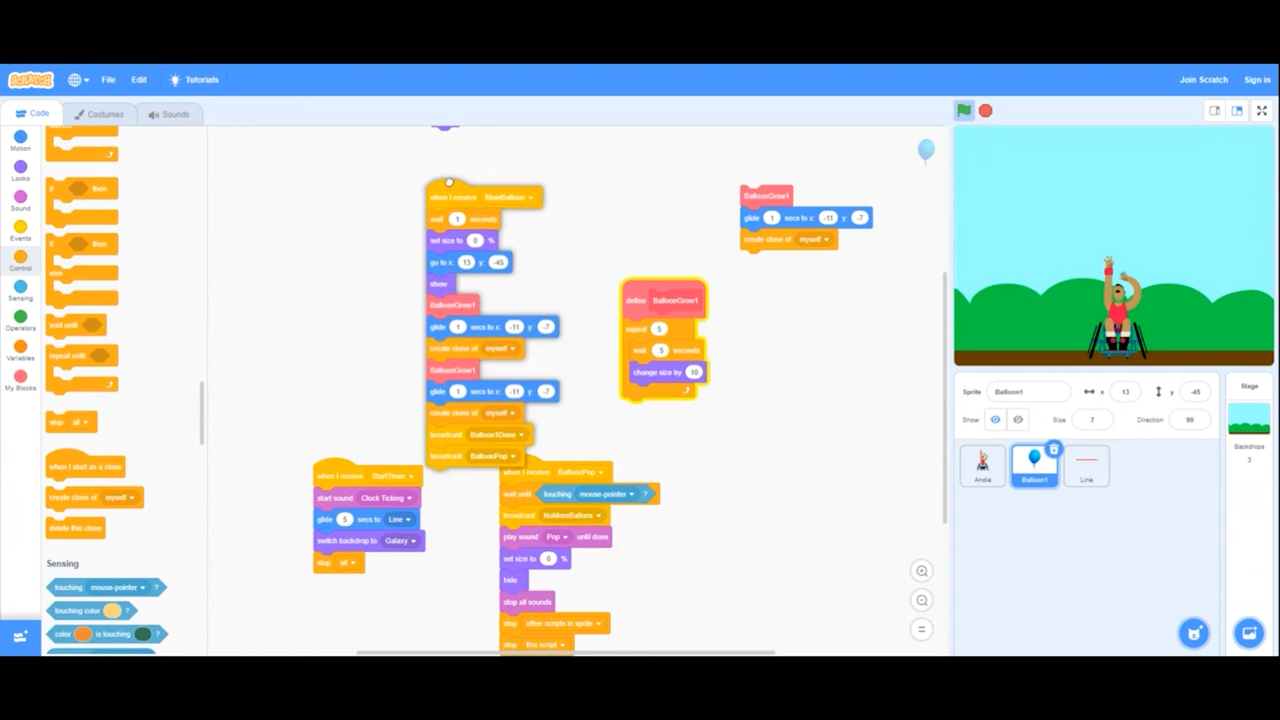 SCRATCH File Edit Tutorials Join Scratch Sign in
Code Costumes Sounds
Motion
Looks
Sound
Events
Control
Sensing
Operators
Variables
My Blocks
if then
if then
else
wait until
repeat until
stop all
when I start as a clone
create clone of myself
delete this clone
Sensing
touching mouse-pointer ?
touching color ?
color is touching ?
when I receive BlowBalloon
wait 1 seconds
set size to 0 %
go to x: 13 y: -45
show
BalloonGrow1
glide 1 secs to x: -11 y: -7
create clone of myself
BalloonGrow1
glide 1 secs to x: -11 y: -7
create clone of myself
broadcast Balloon1Done
broadcast BalloonPop
when I receive StartTimer
start sound Clock Ticking
glide 5 secs to Line
switch backdrop to Galaxy
stop all
when I receive BalloonPop
wait until touching mouse-pointer ?
broadcast NoMoreBallons
play sound Pop until done
set size to 0 %
hide
stop all sounds
stop other scripts in sprite
stop this script
define BalloonGrow1
repeat 5
wait .5 seconds
change size by 10
BalloonGrow1
glide 1 secs to x: -11 y: -7
create clone of myself
Sprite Balloon1 x 13 y -45
Show Size 7 Direction 90
Andie Balloon1 Line
Stage
Backdrops
3